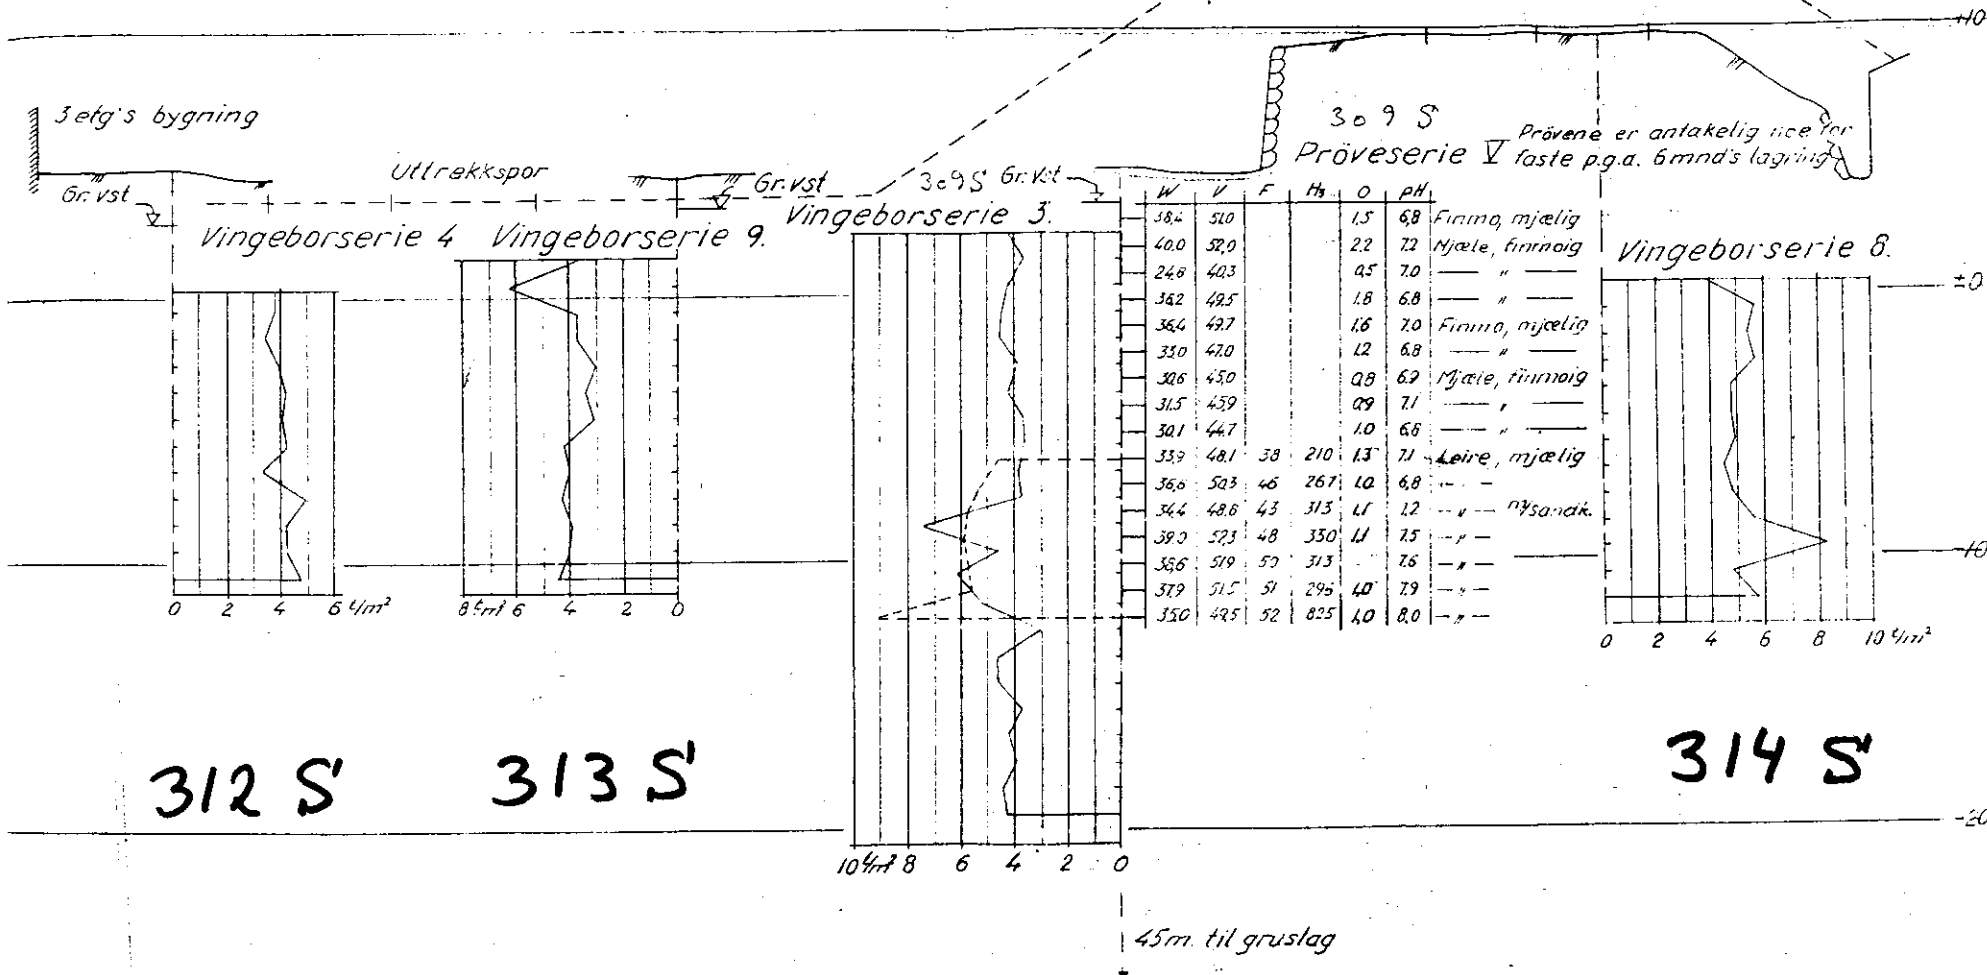 +10
3 etg's bygning
309 S
Prøvene er antakelig noe for
Prøveserie V faste p.g.a. 6 mnd's lagring
Uttrekkspor
Gr. vst
Gr. vst
309S Gr. vst
Vingeborserie 4
Vingeborserie 9.
Vingeborserie 3.
Vingeborserie 8.
W V F H3 O PH
38.4 51.0 1.5 6.8 Finmo, mjælig
40.0 52.0 2.2 7.2 Mjæle, finmoig
24.8 40.3 0.5 7.0 — " —
36.2 49.5 1.8 6.8 — " —
36.4 49.7 1.6 7.0 Finmo, mjælig
33.0 47.0 1.2 6.8 — " —
30.6 45.0 0.8 6.9 Mjæle, finmoig
31.5 45.9 0.9 7.1 — " —
30.1 44.7 1.0 6.8 — " —
33.9 48.1 38 210 1.3 7.1 Leire, mjælig
36.6 50.3 46 267 1.0 6.8 - -
34.4 48.6 43 313 1.1 7.2 - " - m/sandk.
39.0 52.3 48 330 1.1 7.5 - " -
38.6 51.9 50 313 7.6 - " -
37.9 51.5 51 296 1.0 7.9 - " -
35.0 49.5 52 835 1.0 8.0 - " -
±0
-10
-20
0 2 4 6 t/m²
8 t/m² 6 4 2 0
10 t/m² 8 6 4 2 0
0 2 4 6 8 10 t/m²
312 S
313 S
314 S
45m. til gruslag